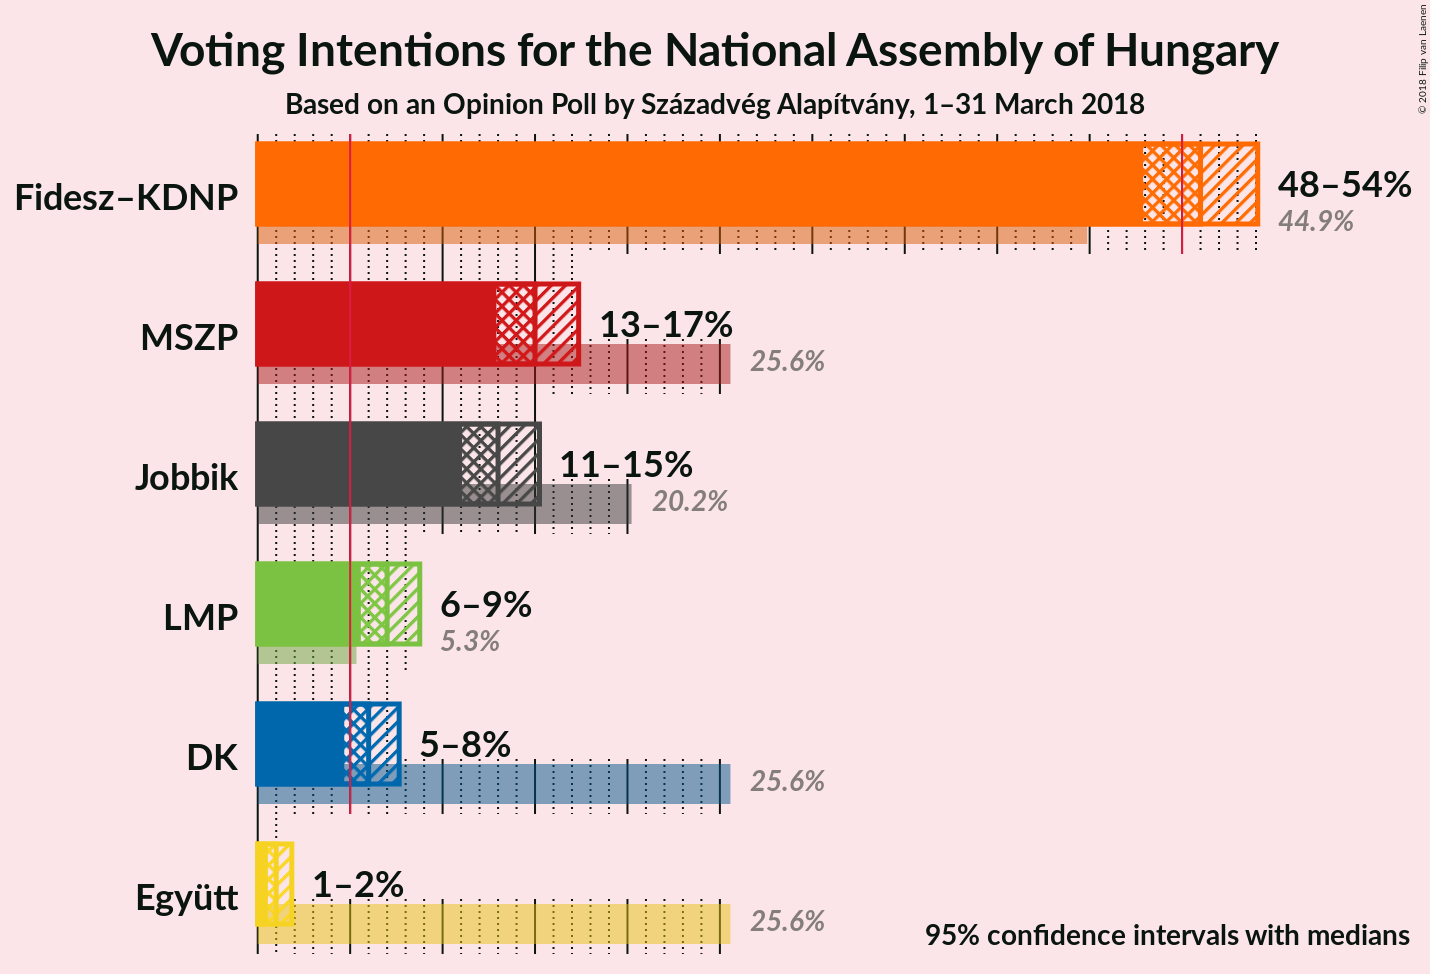 Voting Intentions for the National Assembly of Hungary
Based on an Opinion Poll by Századvég Alapítvány, 1–31 March 2018
© 2018 Filip van Laenen
Fidesz–KDNP
48–54%
44.9%
MSZP
13–17%
25.6%
Jobbik
11–15%
20.2%
LMP
6–9%
5.3%
DK
5–8%
25.6%
Együtt
1–2%
25.6%
95% confidence intervals with medians